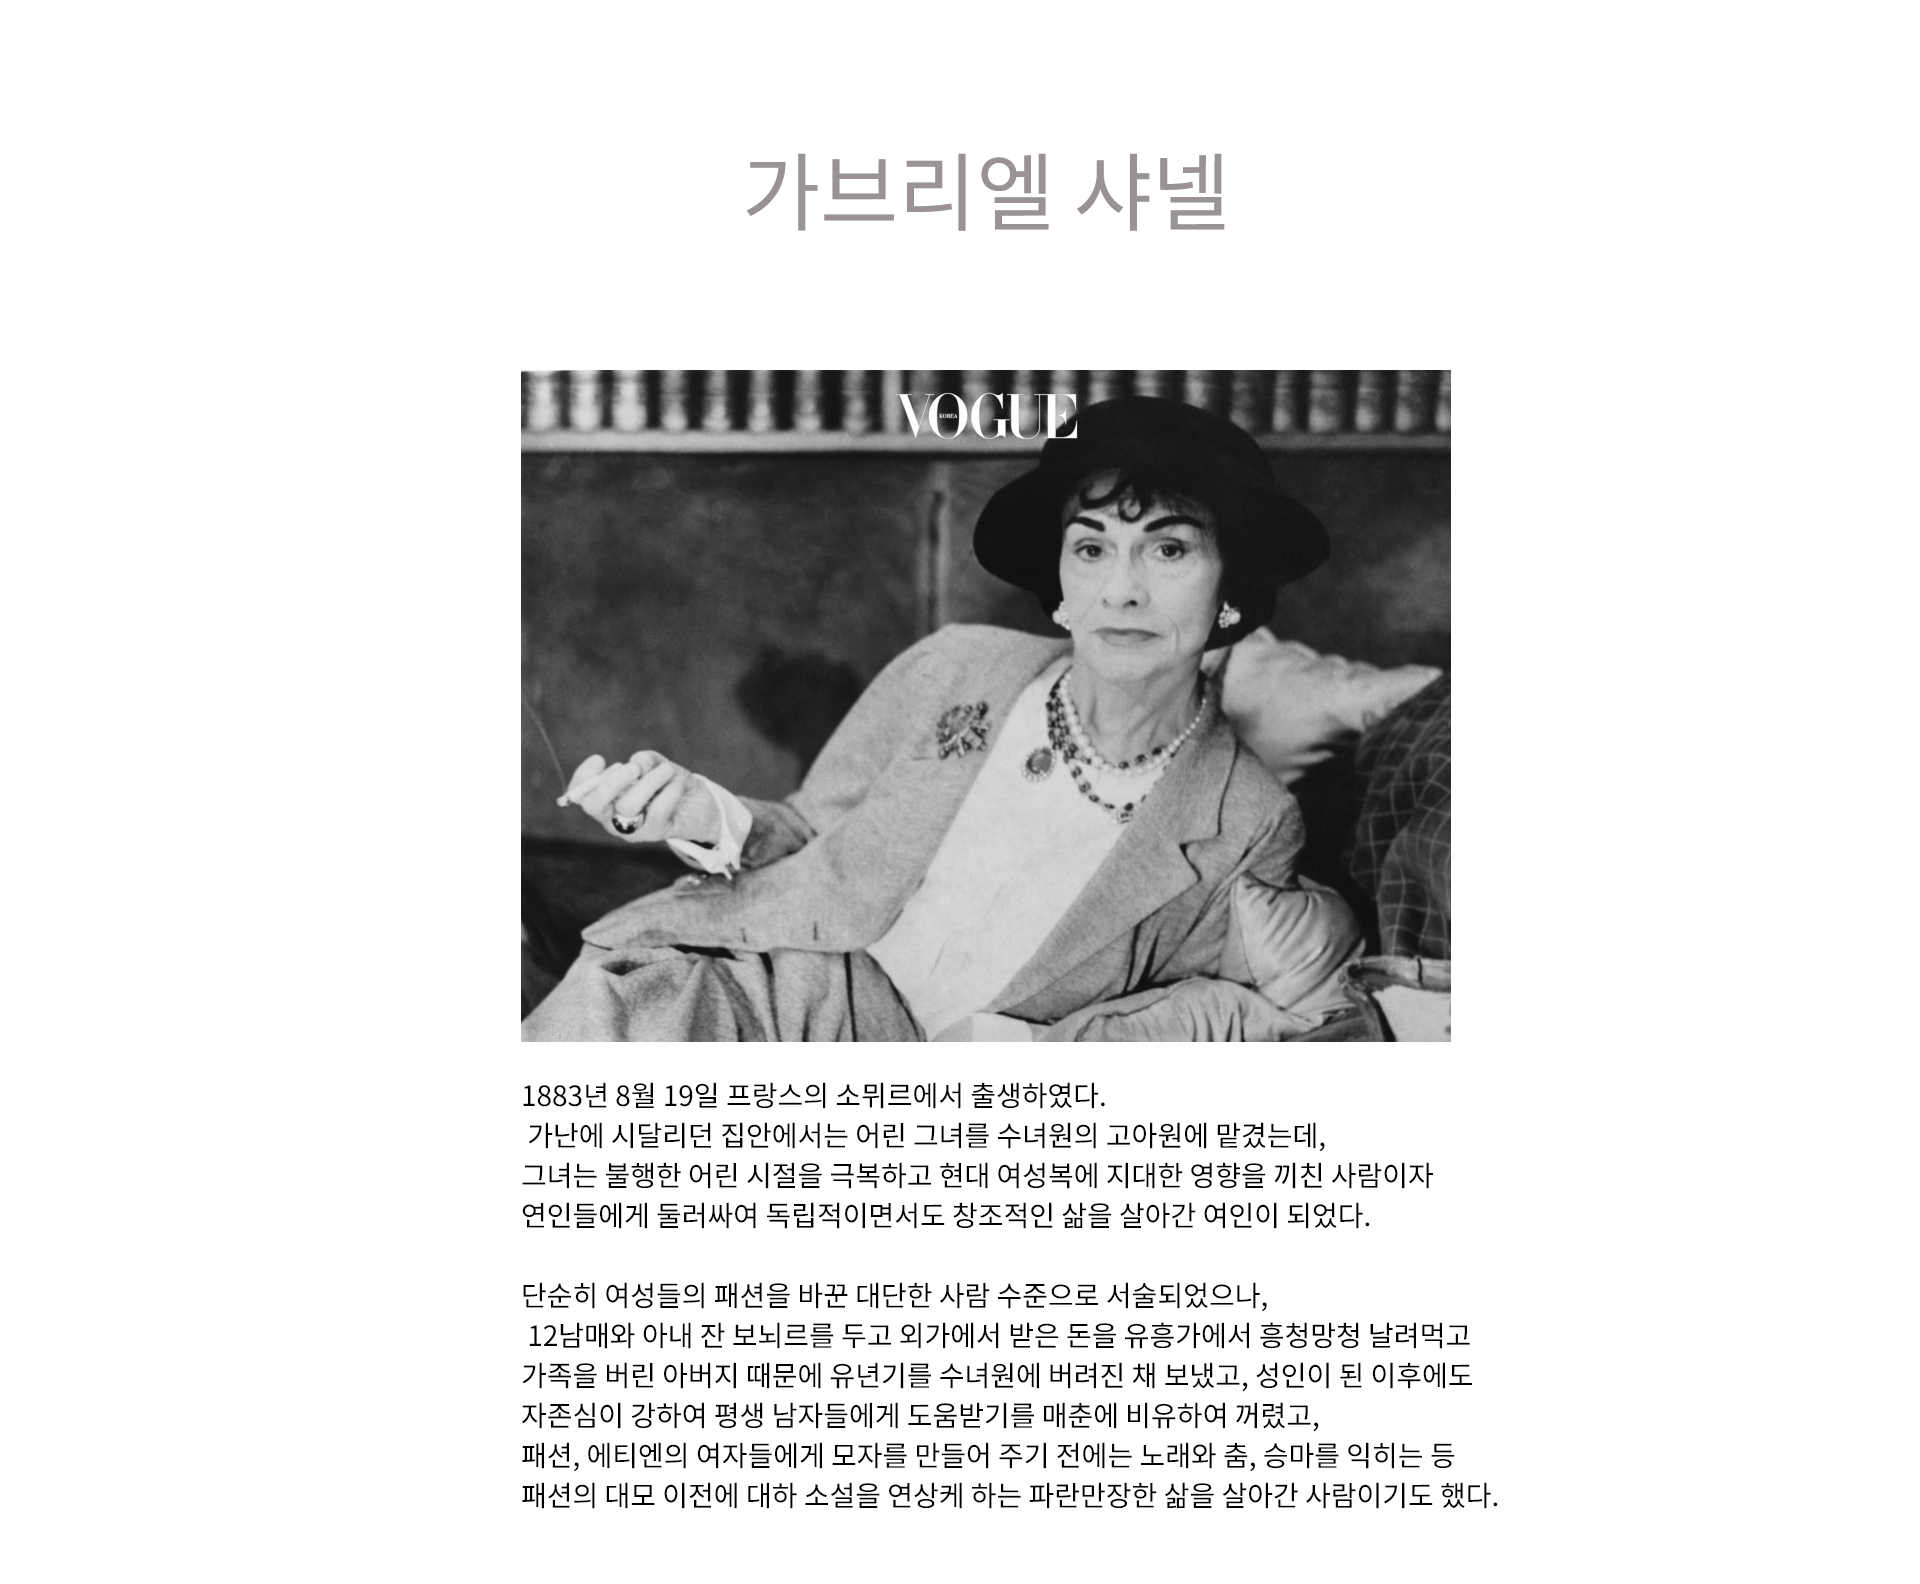 가브리엘 샤넬
VOGUE
KOREA
1883년 8월 19일 프랑스의 소뮈르에서 출생하였다.
가난에 시달리던 집안에서는 어린 그녀를 수녀원의 고아원에 맡겼는데,
그녀는 불행한 어린 시절을 극복하고 현대 여성복에 지대한 영향을 끼친 사람이자
연인들에게 둘러싸여 독립적이면서도 창조적인 삶을 살아간 여인이 되었다.
단순히 여성들의 패션을 바꾼 대단한 사람 수준으로 서술되었으나,
12남매와 아내 잔 보뇌르를 두고 외가에서 받은 돈을 유흥가에서 흥청망청 날려먹고
가족을 버린 아버지 때문에 유년기를 수녀원에 버려진 채 보냈고, 성인이 된 이후에도
자존심이 강하여 평생 남자들에게 도움받기를 매춘에 비유하여 꺼렸고,
패션, 에티엔의 여자들에게 모자를 만들어 주기 전에는 노래와 춤, 승마를 익히는 등
패션의 대모 이전에 대하 소설을 연상케 하는 파란만장한 삶을 살아간 사람이기도 했다.